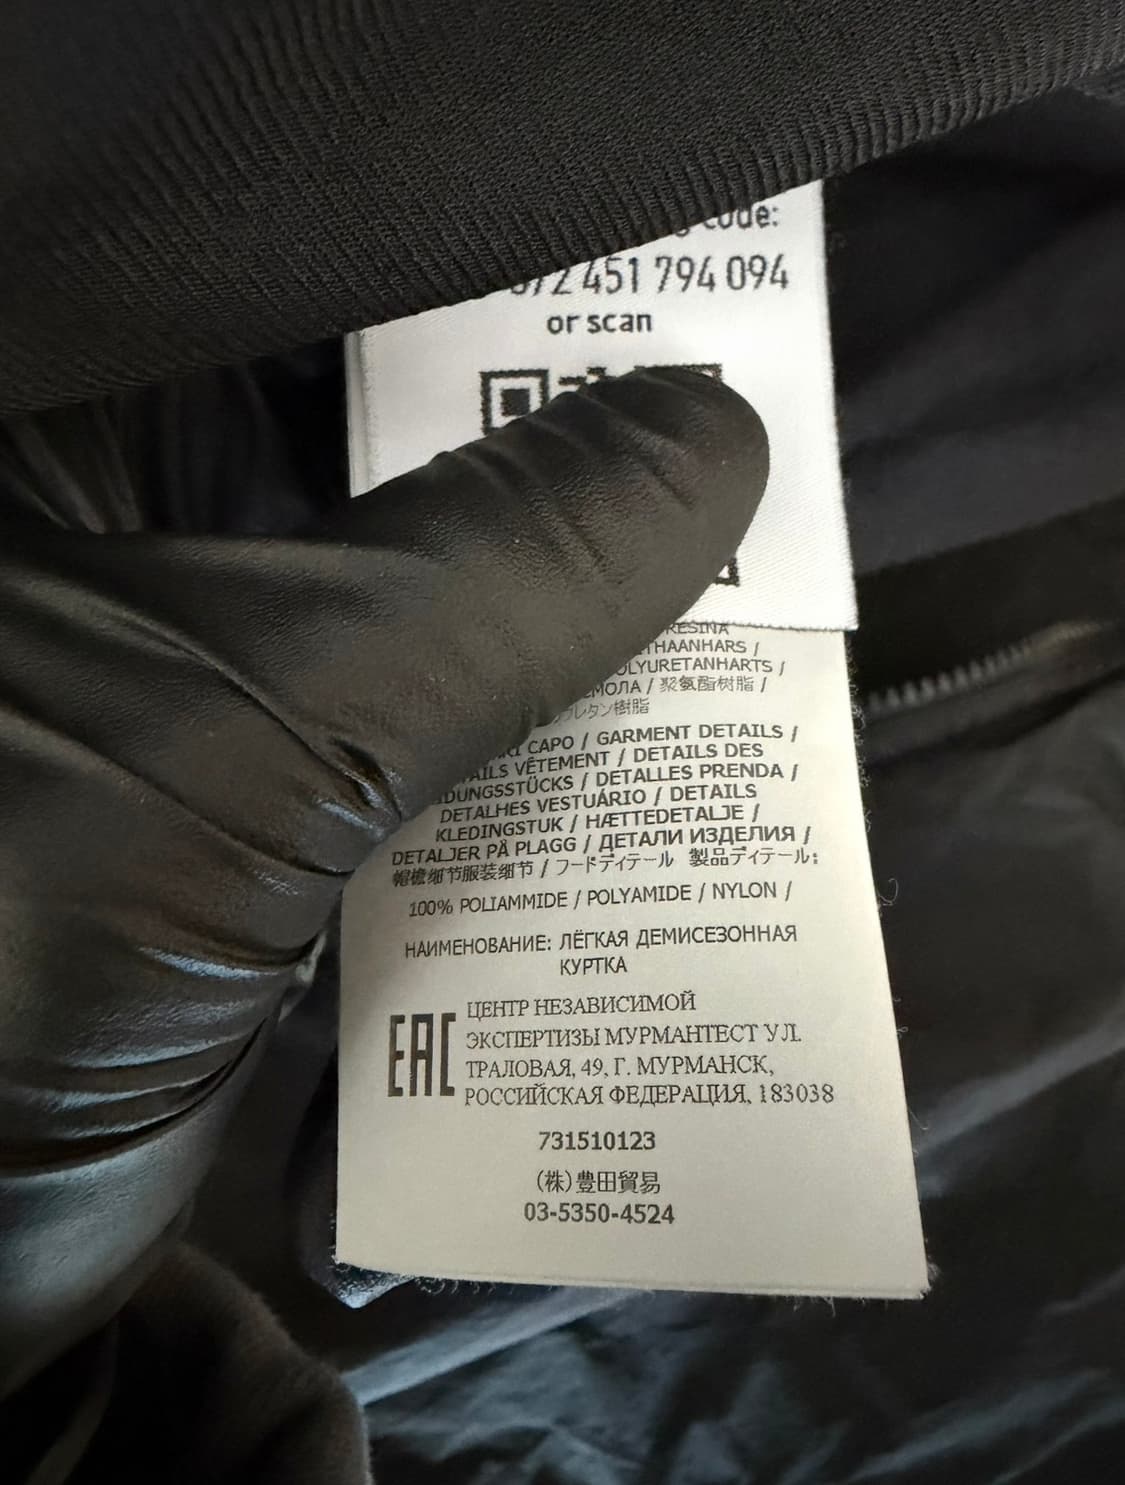 code:
451 794 094
or scan
RESINA
THAANHARS /
POLYURETANHARTS /
/ 聚氨酯树脂 /
ウレタン樹脂
CAPO / GARMENT DETAILS /
VÊTEMENT / DETAILS DES
KLEIDUNGSSTÜCKS / DETALLES PRENDA /
DETALHES VESTUÁRIO / DETAILS
KLEDINGSTUK / HÆTTEDETALJE /
DETALJER PÅ PLAGG / ДЕТАЛИ ИЗДЕЛИЯ /
帽檐细节服装细节 / フードディテール 製品ディテール:
100% POLIAMMIDE / POLYAMIDE / NYLON /
НАИМЕНОВАНИЕ: ЛЁГКАЯ ДЕМИСЕЗОННАЯ
КУРТКА
EAC
ЦЕНТР НЕЗАВИСИМОЙ
ЭКСПЕРТИЗЫ МУРМАНТЕСТ УЛ.
ТРАЛОВАЯ, 49, Г. МУРМАНСК,
РОССИЙСКАЯ ФЕДЕРАЦИЯ, 183038
731510123
(株)豊田貿易
03-5350-4524